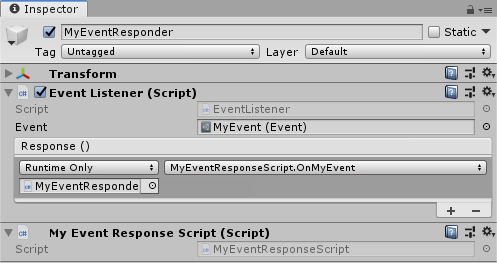 Inspector
MyEventResponder Static
Tag Untagged Layer Default
Transform
Event Listener (Script)
Script EventListener
Event MyEvent (Event)
Response ()
Runtime Only MyEventResponseScript.OnMyEvent
MyEventResponde
My Event Response Script (Script)
Script MyEventResponseScript